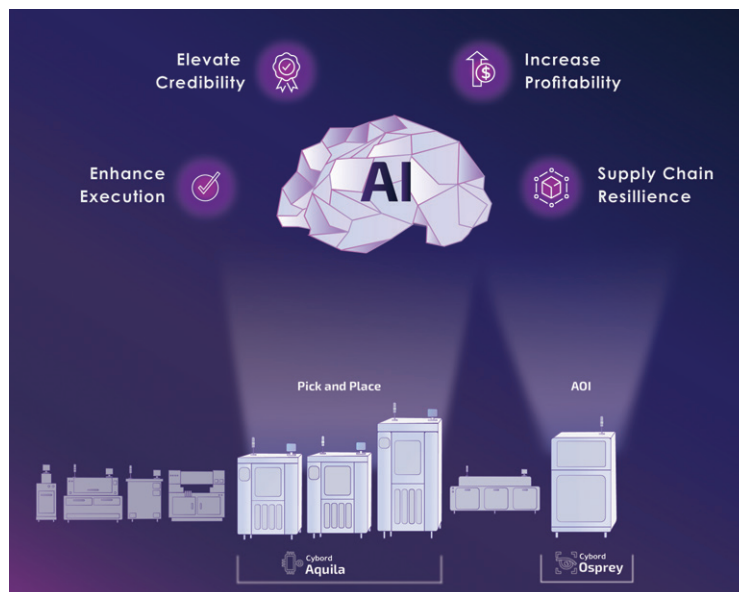 Elevate
Credibility
Increase
Profitability
Enhance
Execution
AI
Supply Chain
Resillience
Pick and Place
AOI
Cybord
Aquila
Cybord
Osprey